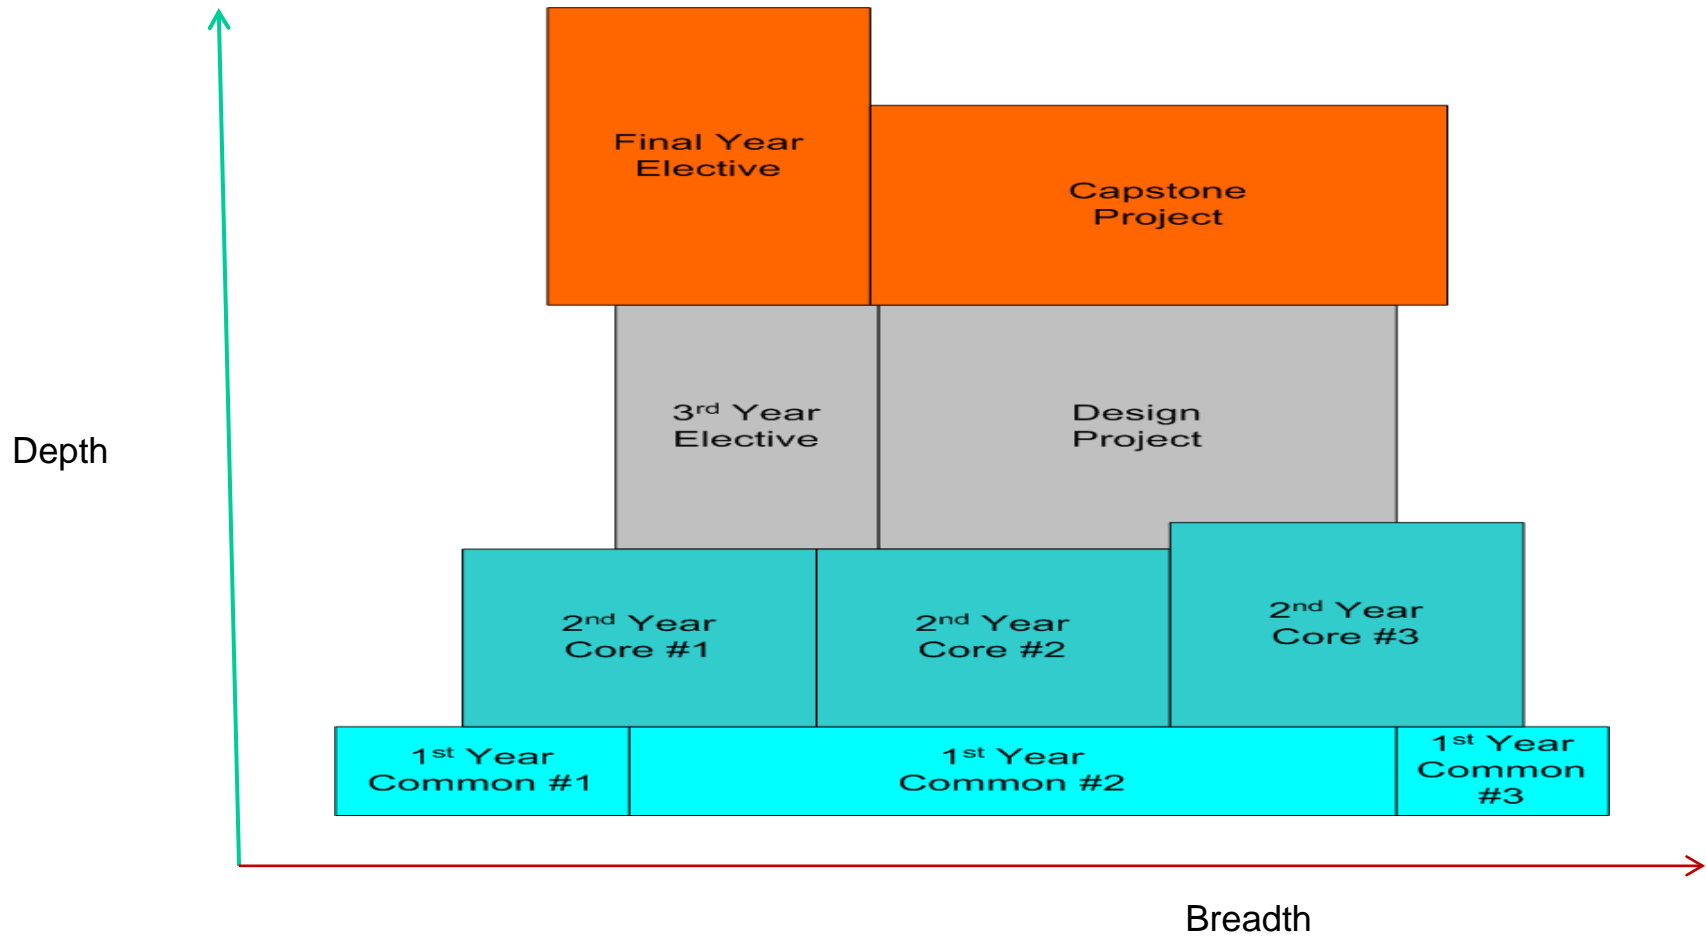 Final Year
Elective
Capstone
Project
3rd Year
Elective
Design
Project
Depth
2nd Year
Core #1
2nd Year
Core #2
2nd Year
Core #3
1st Year
Common #1
1st Year
Common #2
1st Year
Common
#3
Breadth